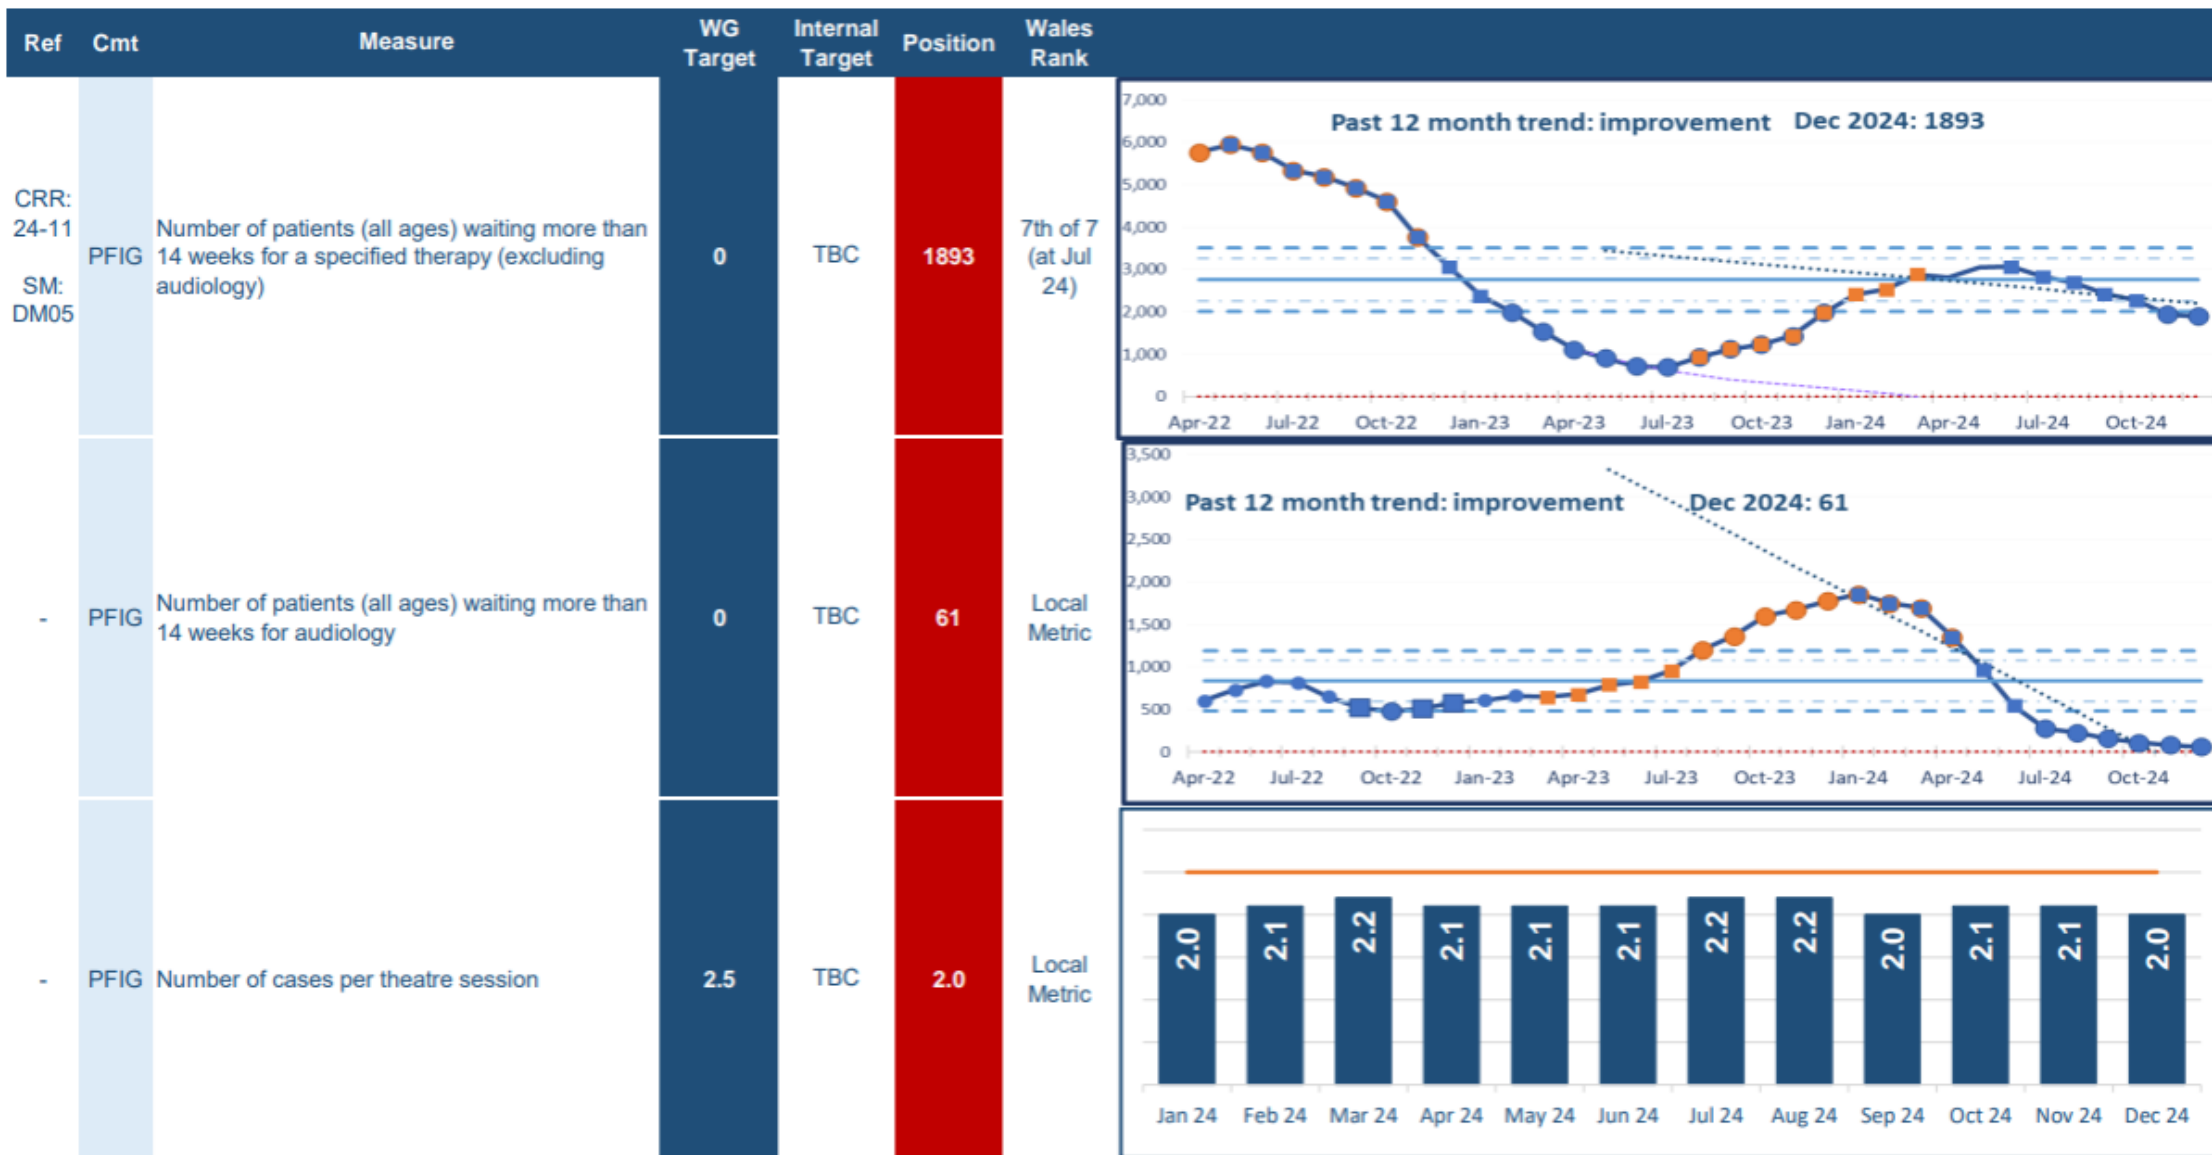 Ref Cmt Measure WG Target Internal Target Position Wales Rank
CRR: 24-11
SM: DM05
PFIG
Number of patients (all ages) waiting more than
14 weeks for a specified therapy (excluding
audiology)
0
TBC
1893
7th of 7
(at Jul
24)
7,000
Past 12 month trend: improvement Dec 2024: 1893
6,000
5,000
4,000
3,000
2,000
1,000
0
Apr-22 Jul-22 Oct-22 Jan-23 Apr-23 Jul-23 Oct-23 Jan-24 Apr-24 Jul-24 Oct-24
-
PFIG
Number of patients (all ages) waiting more than
14 weeks for audiology
0
TBC
61
Local
Metric
3,500
3,000
Past 12 month trend: improvement Dec 2024: 61
2,500
2,000
1,500
1,000
500
0
Apr-22 Jul-22 Oct-22 Jan-23 Apr-23 Jul-23 Oct-23 Jan-24 Apr-24 Jul-24 Oct-24
-
PFIG
Number of cases per theatre session
2.5
TBC
2.0
Local
Metric
2.0 2.1 2.2 2.1 2.1 2.1 2.2 2.2 2.0 2.1 2.1 2.0
Jan 24 Feb 24 Mar 24 Apr 24 May 24 Jun 24 Jul 24 Aug 24 Sep 24 Oct 24 Nov 24 Dec 24